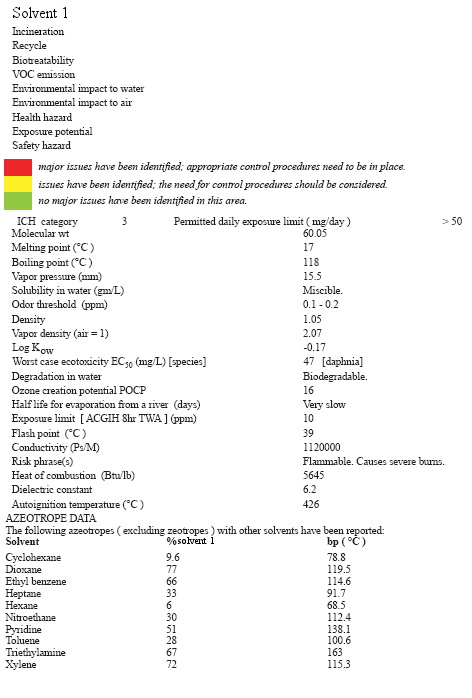 Solvent 1
Incineration
Recycle
Biotreatability
VOC emission
Environmental impact to water
Environmental impact to air
Health hazard
Exposure potential
Safety hazard
major issues have been identified; appropriate control procedures need to be in place.
issues have been identified; the need for control procedures should be considered.
no major issues have been identified in this area.
ICH category 3 Permitted daily exposure limit ( mg/day ) > 50
Molecular wt 60.05
Melting point (°C ) 17
Boiling point (°C ) 118
Vapor pressure (mm) 15.5
Solubility in water (gm/L) Miscible.
Odor threshold (ppm) 0.1 - 0.2
Density 1.05
Vapor density (air = 1) 2.07
Log KOW -0.17
Worst case ecotoxicity EC50 (mg/L) [species] 47 [daphnia]
Degradation in water Biodegradable.
Ozone creation potential POCP 16
Half life for evaporation from a river (days) Very slow
Exposure limit [ ACGIH 8hr TWA ] (ppm) 10
Flash point (°C ) 39
Conductivity (Ps/M) 1120000
Risk phrase(s) Flammable. Causes severe burns.
Heat of combustion (Btu/lb) 5645
Dielectric constant 6.2
Autoignition temperature (°C ) 426
AZEOTROPE DATA
The following azeotropes ( excluding zeotropes ) with other solvents have been reported:
Solvent %solvent 1 bp ( °C )
Cyclohexane 9.6 78.8
Dioxane 77 119.5
Ethyl benzene 66 114.6
Heptane 33 91.7
Hexane 6 68.5
Nitroethane 30 112.4
Pyridine 51 138.1
Toluene 28 100.6
Triethylamine 67 163
Xylene 72 115.3